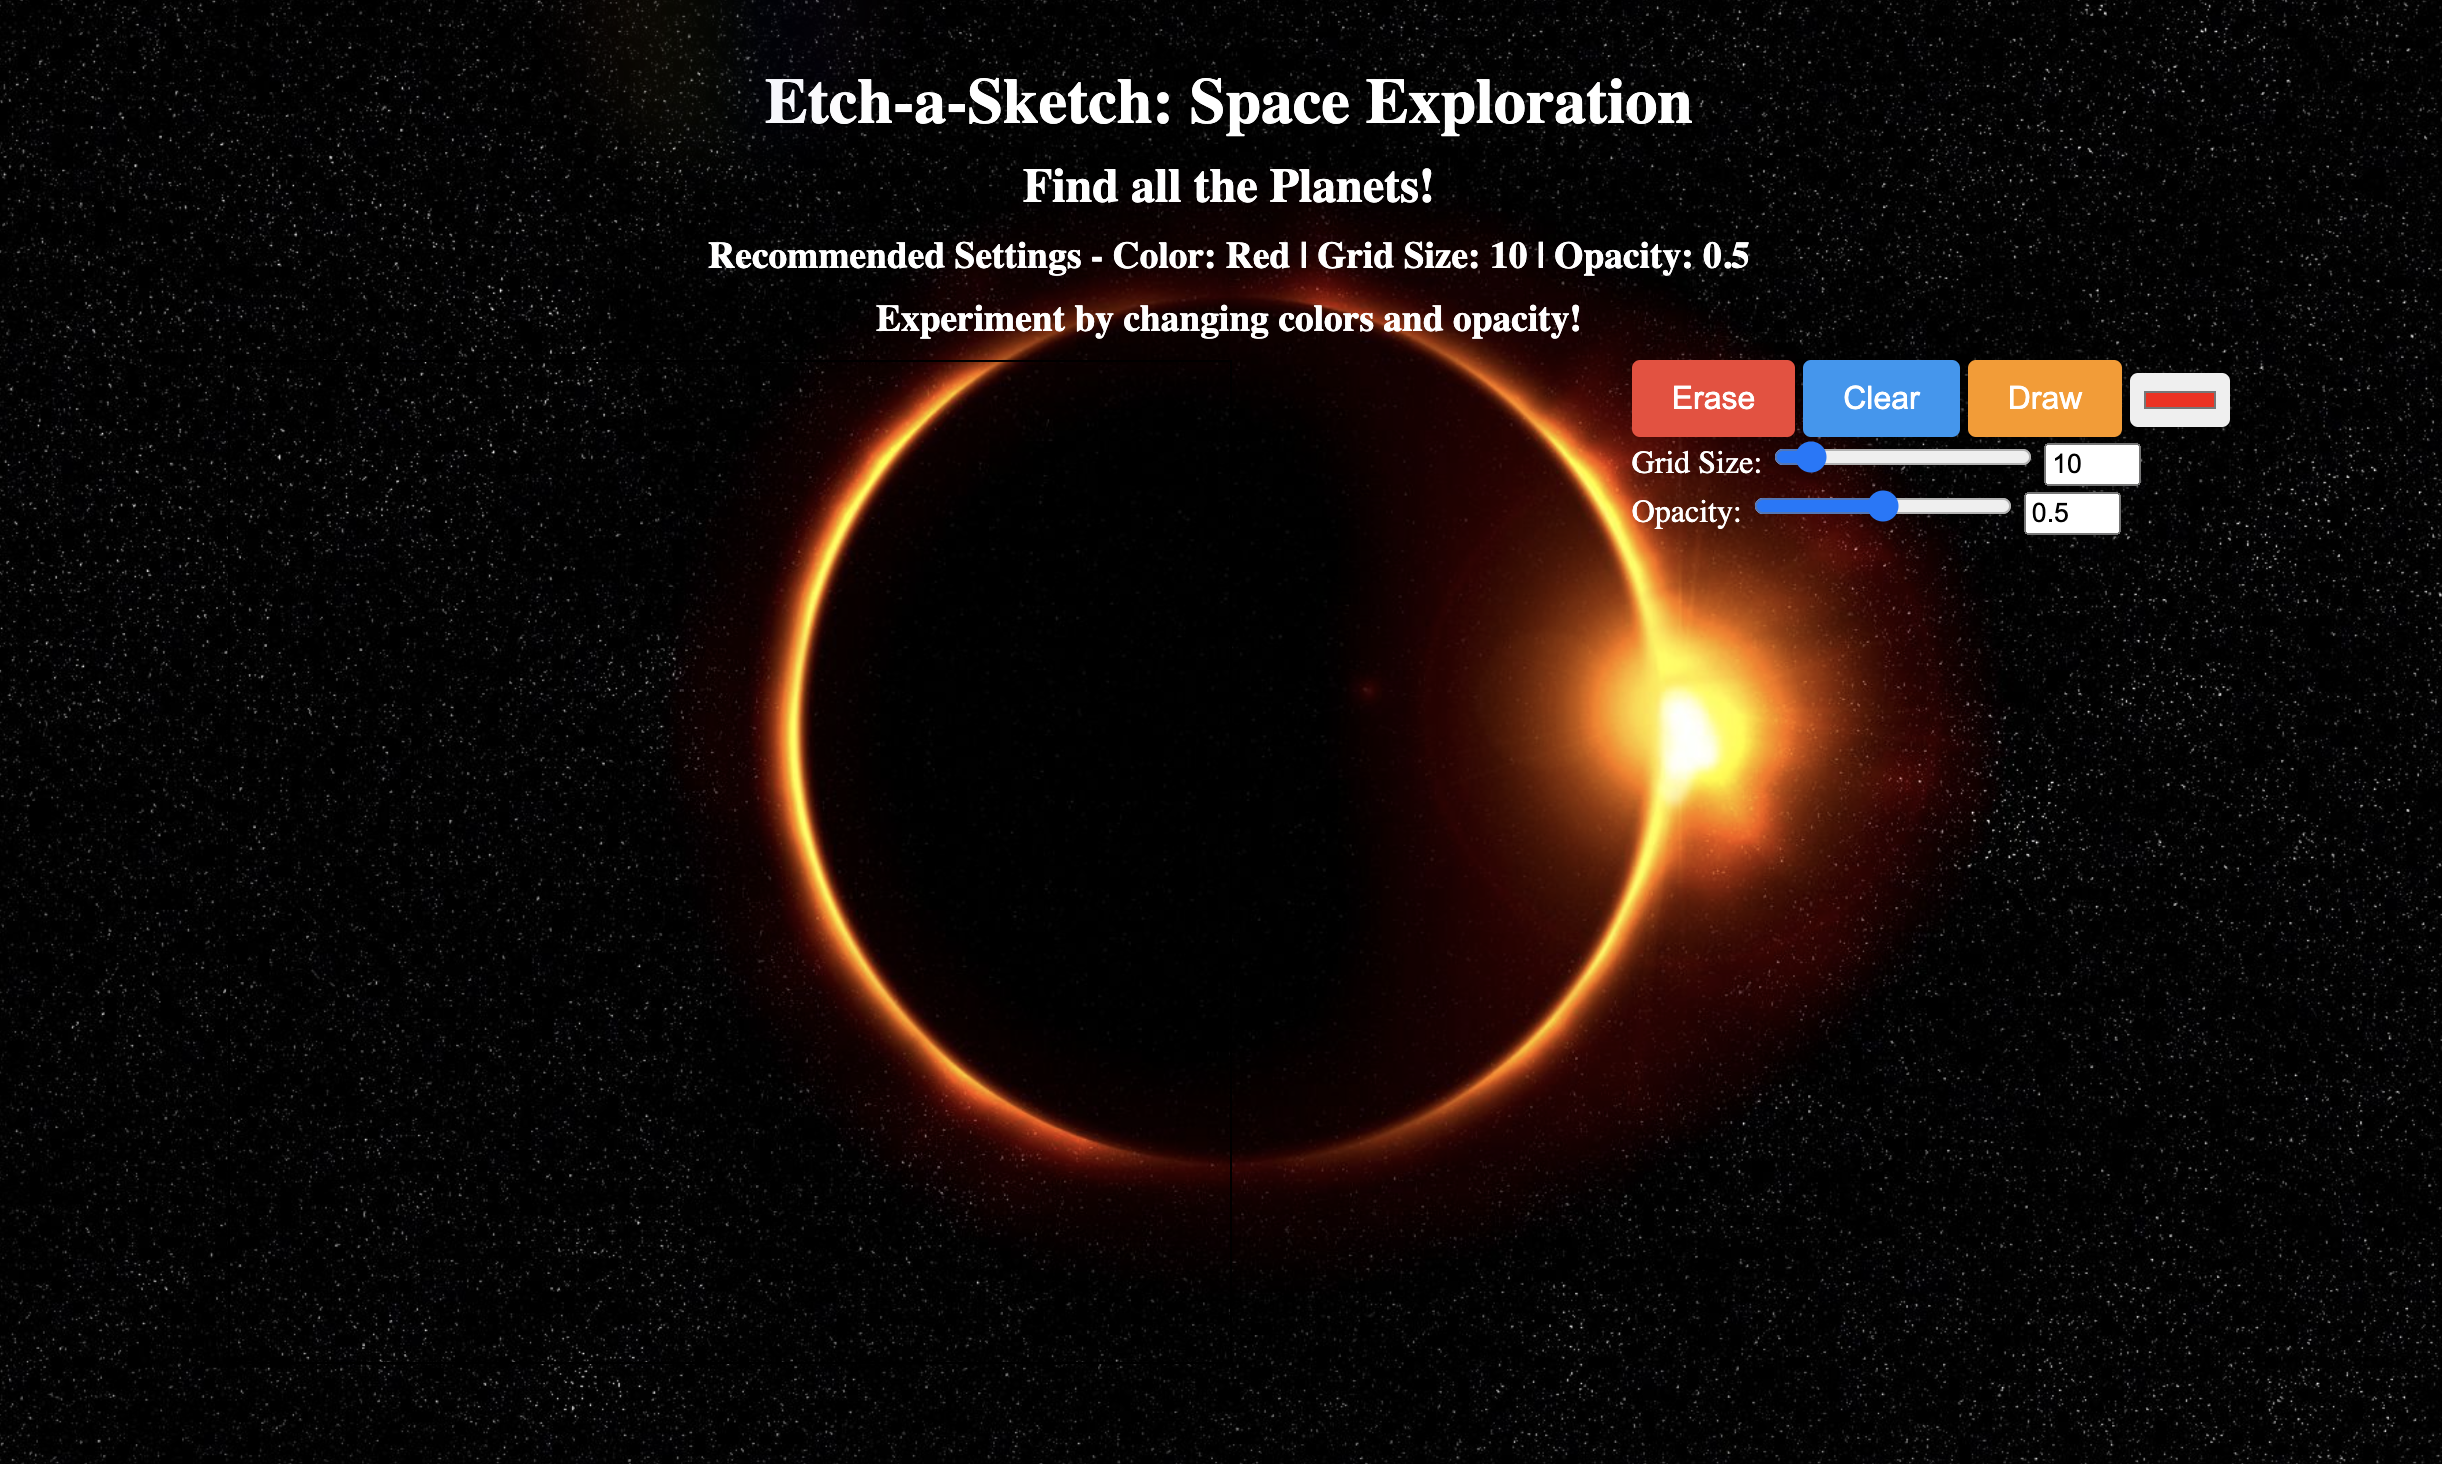 Etch-a-Sketch: Space Exploration
Find all the Planets!
Recommended Settings - Color: Red | Grid Size: 10 | Opacity: 0.5
Experiment by changing colors and opacity!
Erase Clear Draw
Grid Size: 10
Opacity: 0.5